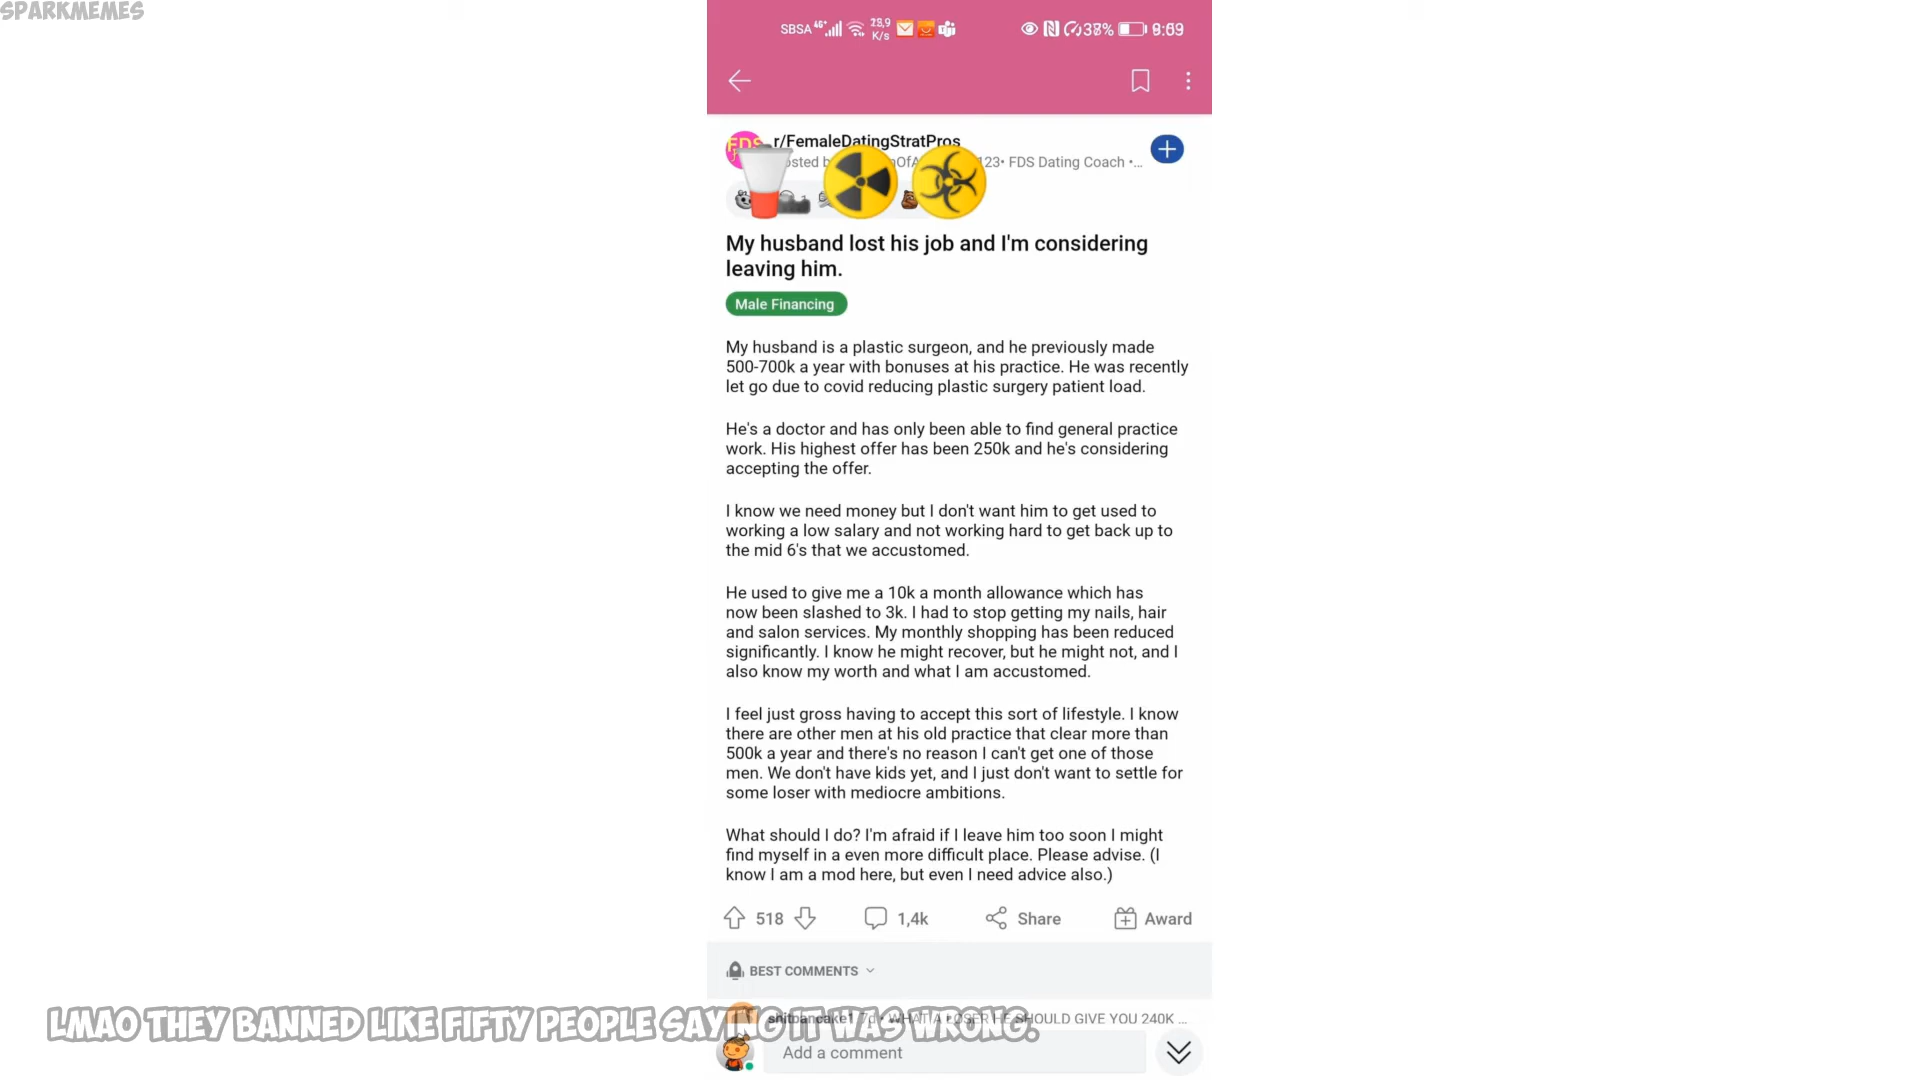 SPARKMEMES
SBSA 4G+ K/s
r/FemaleDatingStratPros
123• FDS Dating Coach •...
My husband lost his job and I'm considering
leaving him.
Male Financing
My husband is a plastic surgeon, and he previously made
500-700k a year with bonuses at his practice. He was recently
let go due to covid reducing plastic surgery patient load.
He's a doctor and has only been able to find general practice
work. His highest offer has been 250k and he's considering
accepting the offer.
I know we need money but I don't want him to get used to
working a low salary and not working hard to get back up to
the mid 6's that we accustomed.
He used to give me a 10k a month allowance which has
now been slashed to 3k. I had to stop getting my nails, hair
and salon services. My monthly shopping has been reduced
significantly. I know he might recover, but he might not, and I
also know my worth and what I am accustomed.
I feel just gross having to accept this sort of lifestyle. I know
there are other men at his old practice that clear more than
500k a year and there's no reason I can't get one of those
men. We don't have kids yet, and I just don't want to settle for
some loser with mediocre ambitions.
What should I do? I'm afraid if I leave him too soon I might
find myself in a even more difficult place. Please advise. (I
know I am a mod here, but even I need advice also.)
518 1,4k Share Award
BEST COMMENTS
SHOULD GIVE YOU 240K ...
LMAO THEY BANNED LIKE FIFTY PEOPLE SAYING IT WAS WRONG.
Add a comment